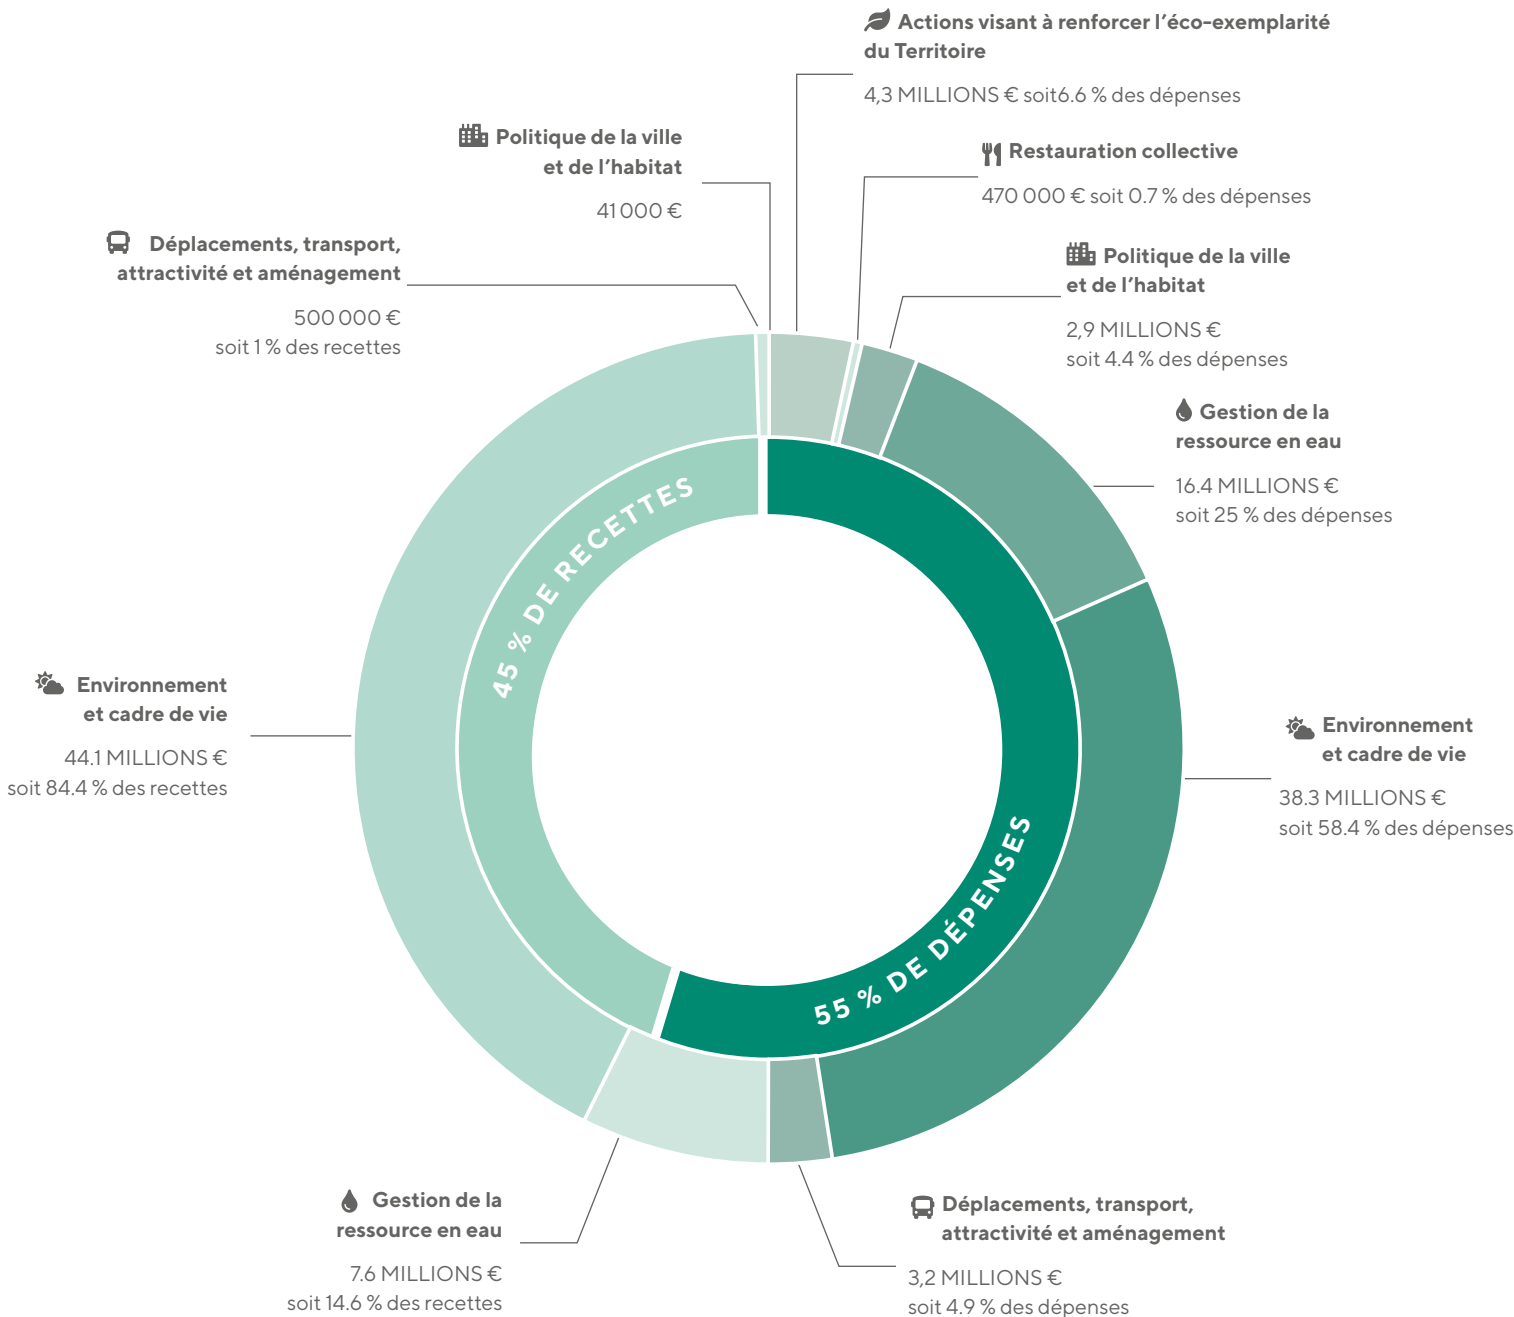 Actions visant à renforcer l’éco-exemplarité
du Territoire
4,3 MILLIONS € soit6.6 % des dépenses
Politique de la ville
et de l’habitat
41 000 €
Restauration collective
470 000 € soit 0.7 % des dépenses
Déplacements, transport,
attractivité et aménagement
500 000 €
soit 1 % des recettes
Politique de la ville
et de l’habitat
2,9 MILLIONS €
soit 4.4 % des dépenses
Gestion de la
ressource en eau
16.4 MILLIONS €
soit 25 % des dépenses
45 % DE RECETTES
Environnement
et cadre de vie
44.1 MILLIONS €
soit 84.4 % des recettes
Environnement
et cadre de vie
38.3 MILLIONS €
soit 58.4 % des dépenses
55 % DE DÉPENSES
Gestion de la
ressource en eau
7.6 MILLIONS €
soit 14.6 % des recettes
Déplacements, transport,
attractivité et aménagement
3,2 MILLIONS €
soit 4.9 % des dépenses